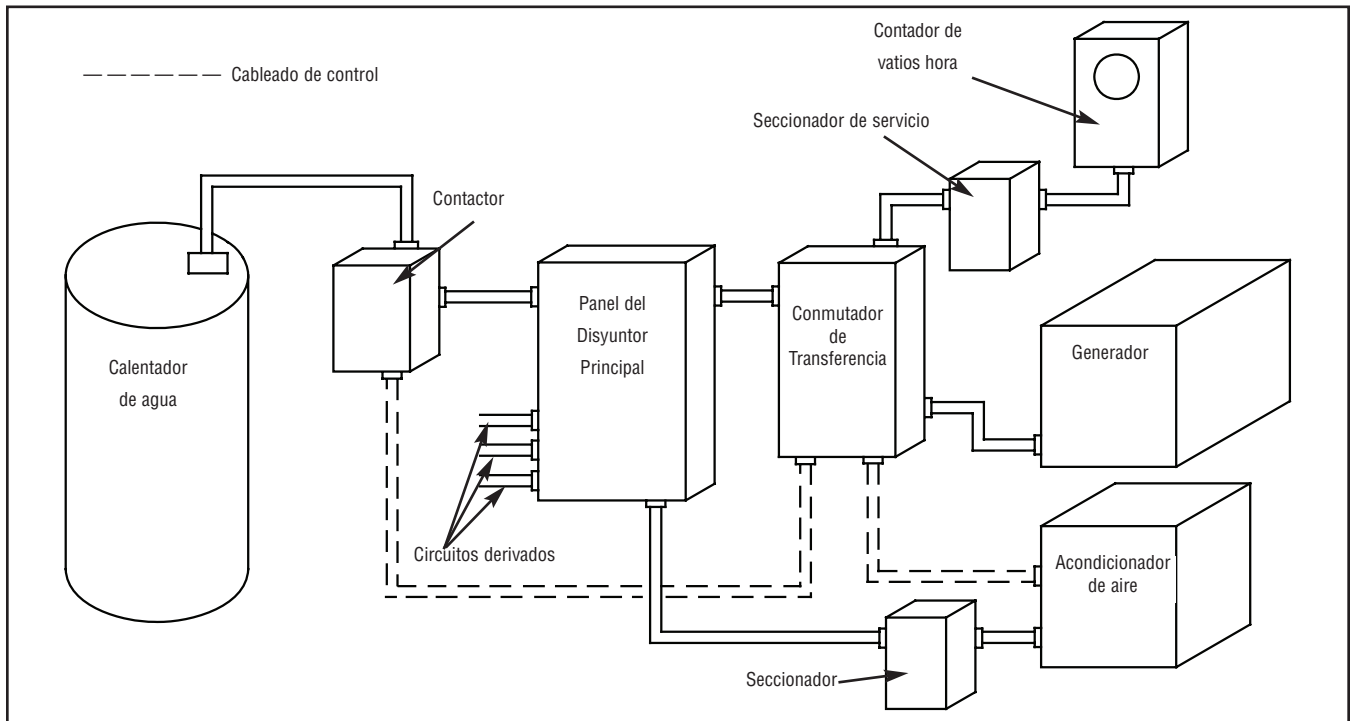 Contador de
vatios hora
Cableado de control
Seccionador de servicio
Contactor
Panel del
Disyuntor
Principal
Conmutador
de
Transferencia
Generador
Calentador
de agua
Circuitos derivados
Acondicionador
de aire
Seccionador